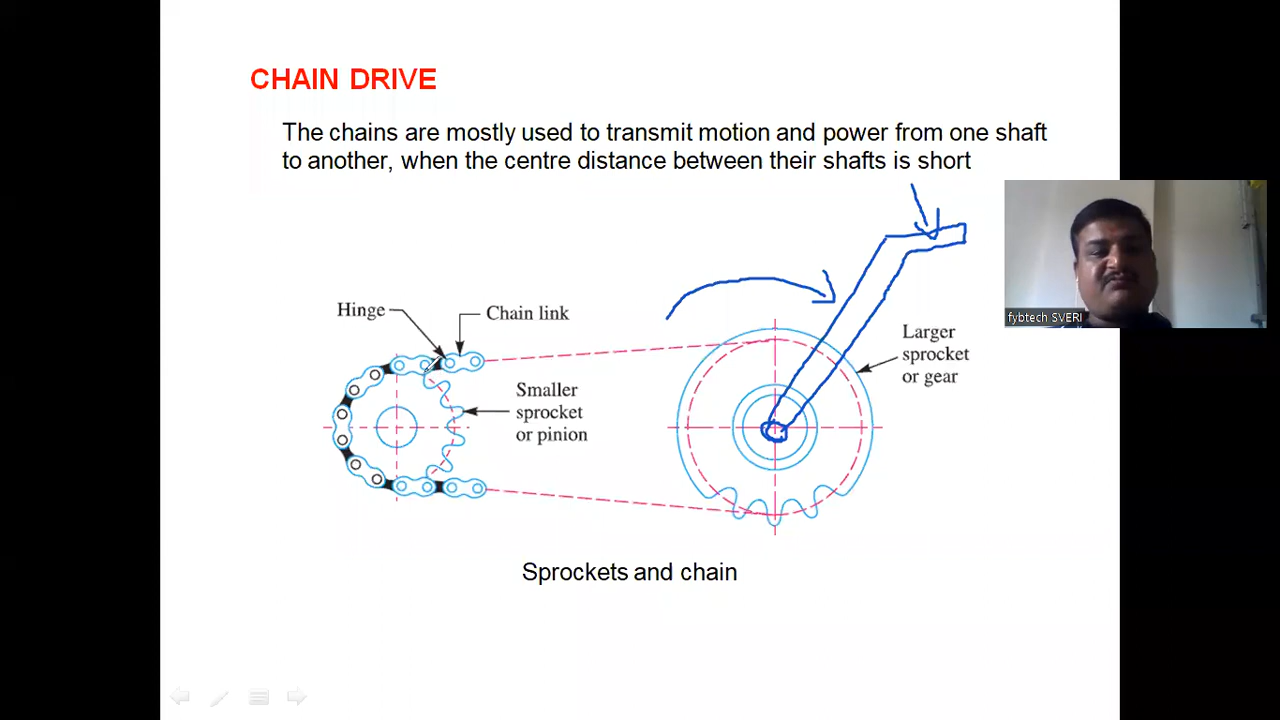 CHAIN DRIVE
The chains are mostly used to transmit motion and power from one shaft
to another, when the centre distance between their shafts is short
Hinge
Chain link
Smaller
sprocket
or pinion
Larger
sprocket
or gear
fybtech SVERI
Sprockets and chain